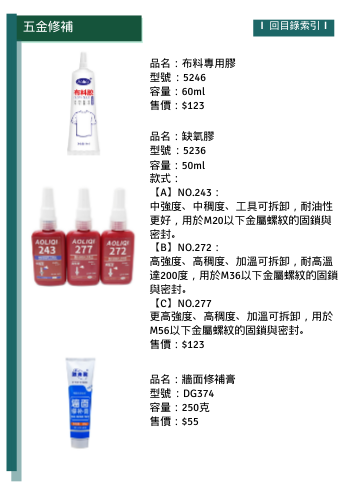 五金修補
I 回目錄索引 I
品名：布料專用膠
型號：5246
容量：60ml
售價：$123
布料胶
品名：缺氧膠
型號：5236
容量：50ml
款式：
【A】NO.243：
中強度、中稠度、工具可拆卸，耐油性
更好，用於M20以下金屬螺紋的固鎖與
密封。
【B】NO.272：
高強度、高稠度、加溫可拆卸，耐高溫
達200度，用於M36以下金屬螺紋的固鎖
與密封。
【C】NO.277
更高強度、高稠度、加溫可拆卸，用於
M56以下金屬螺紋的固鎖與密封。
售價：$123
AOLIQI
243
AOLIQI
277
AOLIQI
272
品名：牆面修補膏
型號：DG374
容量：250克
售價：$55
墙面
修补膏